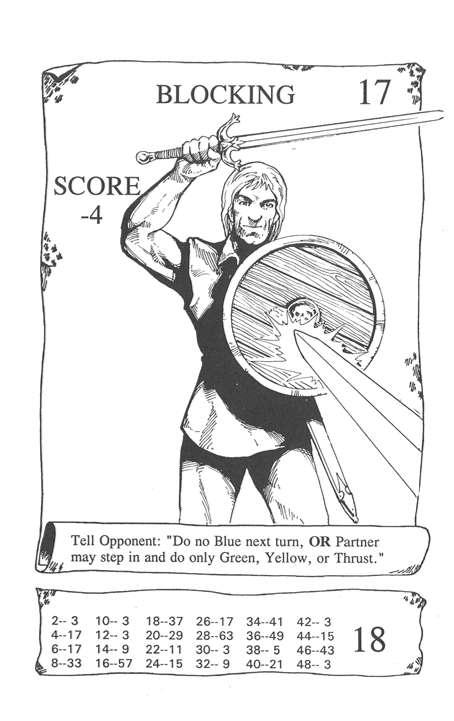 BLOCKING 17
SCORE
-4
Tell Opponent: "Do no Blue next turn, OR Partner
may step in and do only Green, Yellow, or Thrust."
2-- 3 10-- 3 18--37 26--17 34--41 42-- 3
4--17 12-- 3 20--29 28--63 36--49 44--15
6--17 14-- 9 22--11 30-- 3 38-- 5 46--43
8--33 16--57 24--15 32-- 9 40--21 48-- 3
18